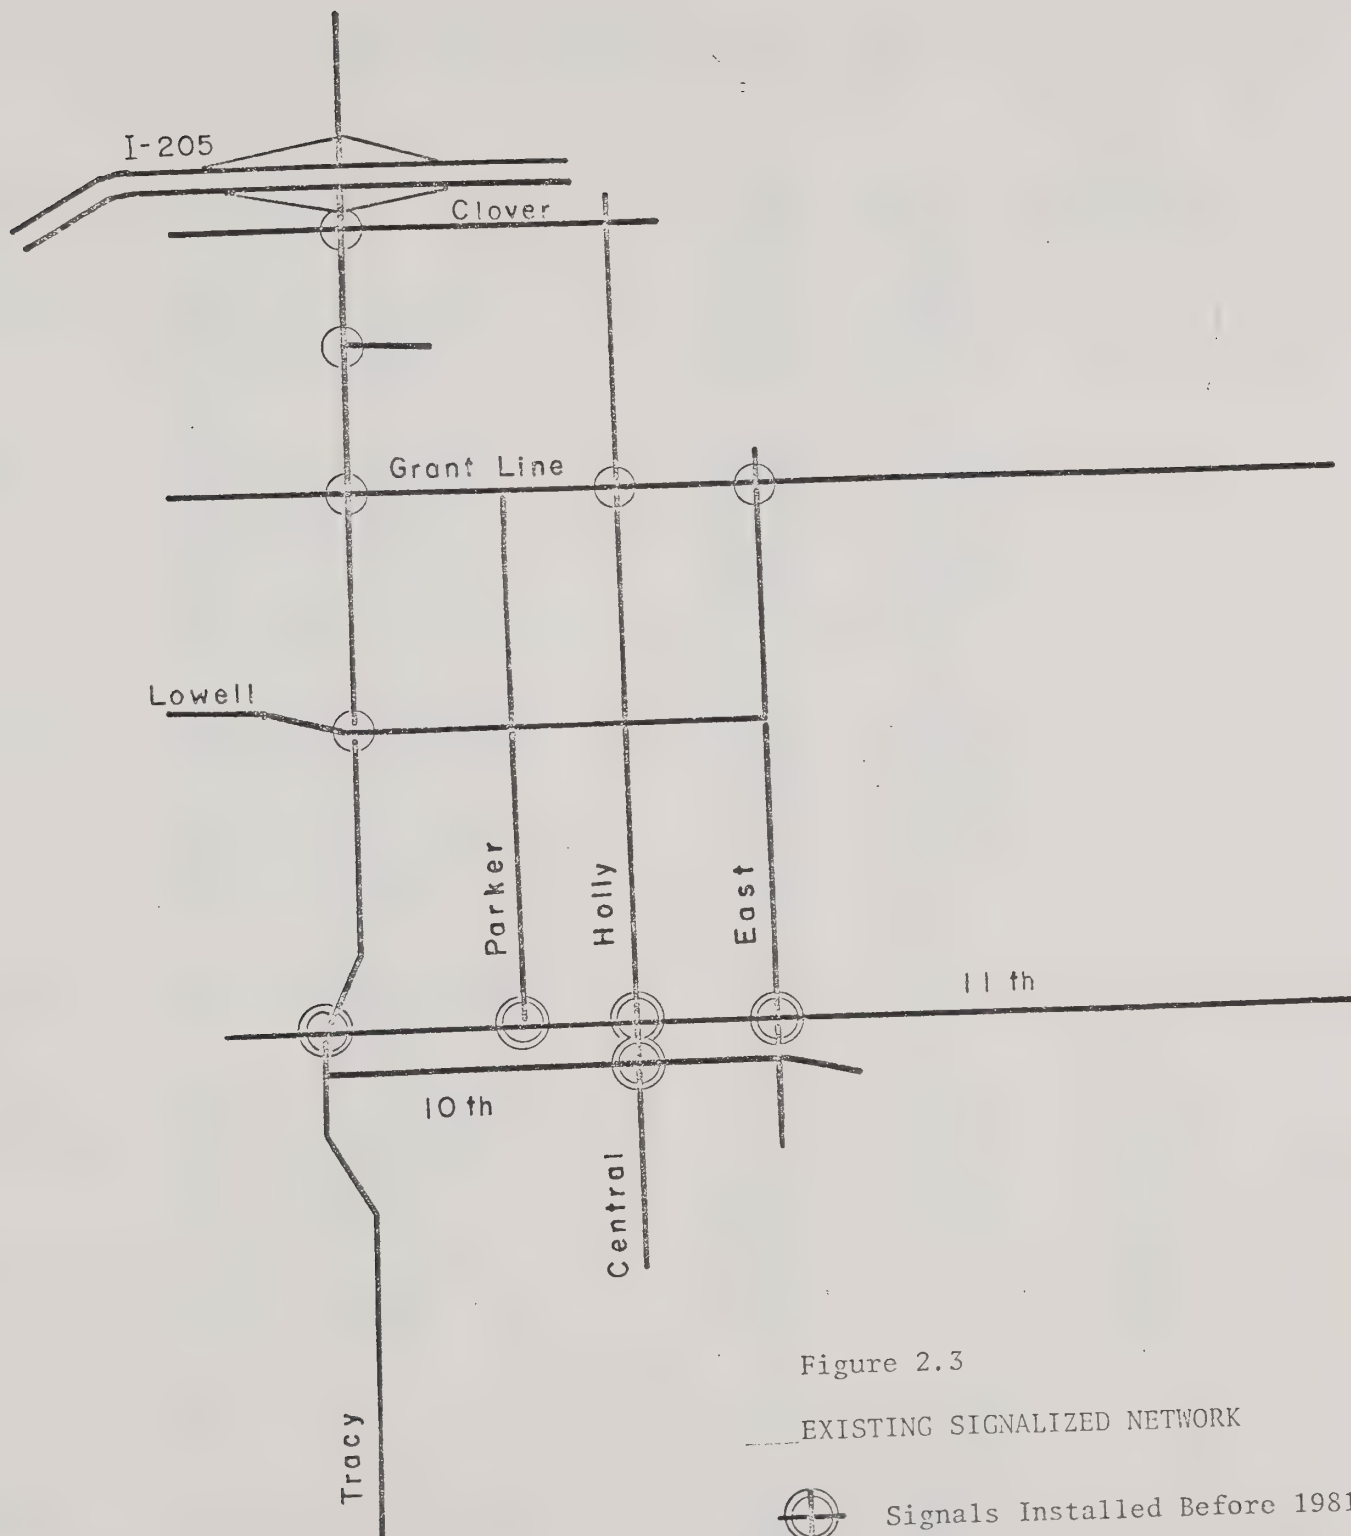 I-205
Clover
Grant Line
Lowell
Parker
Holly
East
11 th
10 th
Central
Tracy
Figure 2.3
EXISTING SIGNALIZED NETWORK
Signals Installed Before 1981